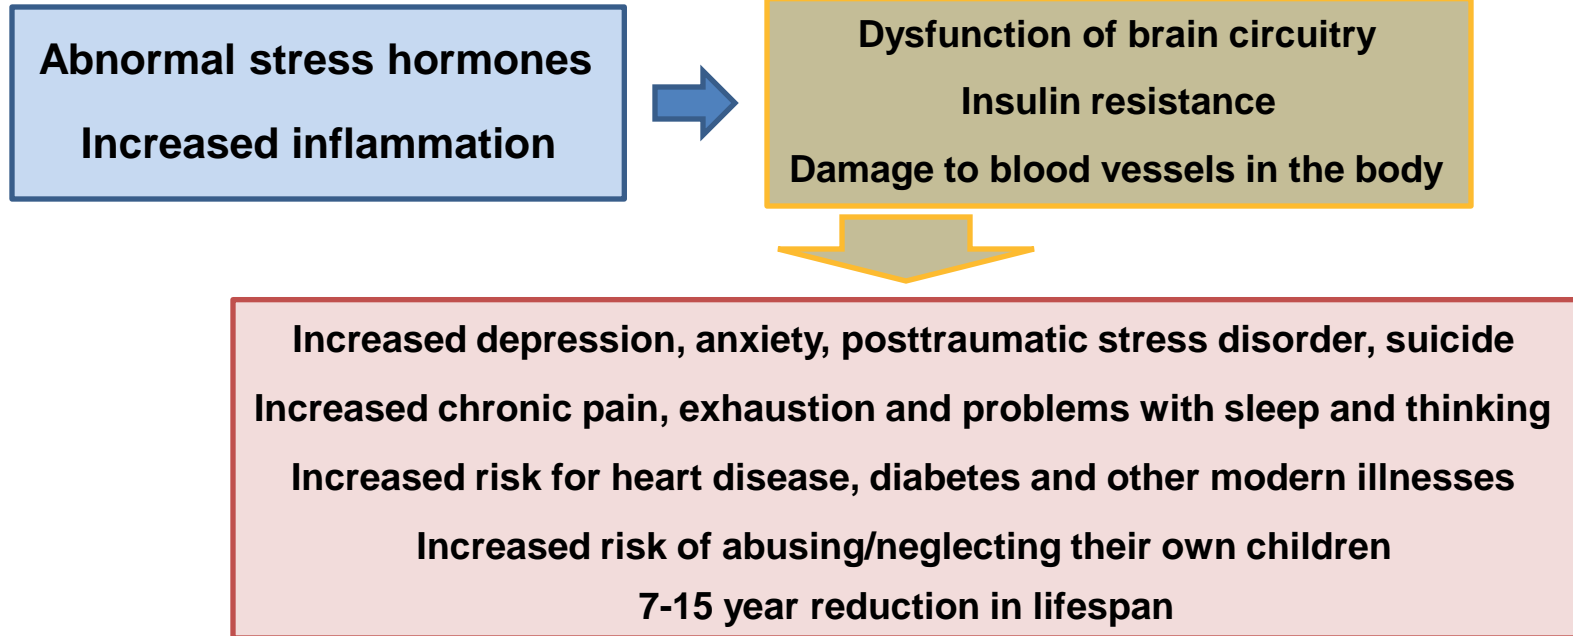 Abnormal stress hormones
Increased inflammation
Dysfunction of brain circuitry
Insulin resistance
Damage to blood vessels in the body
Increased depression, anxiety, posttraumatic stress disorder, suicide
Increased chronic pain, exhaustion and problems with sleep and thinking
Increased risk for heart disease, diabetes and other modern illnesses
Increased risk of abusing/neglecting their own children
7-15 year reduction in lifespan